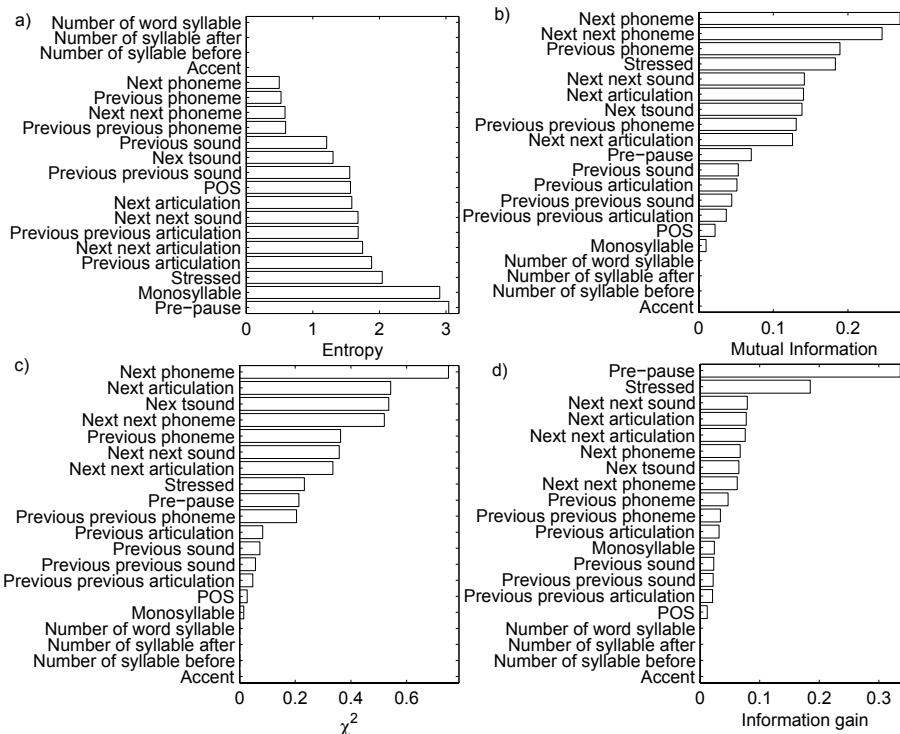 a)
Number of word syllable
Number of syllable after
Number of syllable before
Accent
Next phoneme
Previous phoneme
Next next phoneme
Previous previous phoneme
Previous sound
Nex tsound
Previous previous sound
POS
Next articulation
Next next sound
Previous previous articulation
Next next articulation
Previous articulation
Stressed
Monosyllable
Pre-pause
0 1 2 3
Entropy
b)
Next phoneme
Next next phoneme
Previous phoneme
Stressed
Next next sound
Next articulation
Nex tsound
Previous previous phoneme
Next next articulation
Pre-pause
Previous sound
Previous articulation
Previous previous sound
Previous previous articulation
POS
Monosyllable
Number of word syllable
Number of syllable after
Number of syllable before
Accent
0 0.1 0.2
Mutual Information
c)
Next phoneme
Next articulation
Nex tsound
Next next phoneme
Previous phoneme
Next next sound
Next next articulation
Stressed
Pre-pause
Previous previous phoneme
Previous articulation
Previous sound
Previous previous sound
Previous previous articulation
POS
Monosyllable
Number of word syllable
Number of syllable after
Number of syllable before
Accent
0 0.2 0.4 0.6
χ²
d)
Pre-pause
Stressed
Next next sound
Next articulation
Next next articulation
Next phoneme
Nex tsound
Next next phoneme
Previous phoneme
Previous previous phoneme
Previous articulation
Monosyllable
Previous sound
Previous previous sound
Previous previous articulation
POS
Number of word syllable
Number of syllable after
Number of syllable before
Accent
0 0.1 0.2 0.3
Information gain